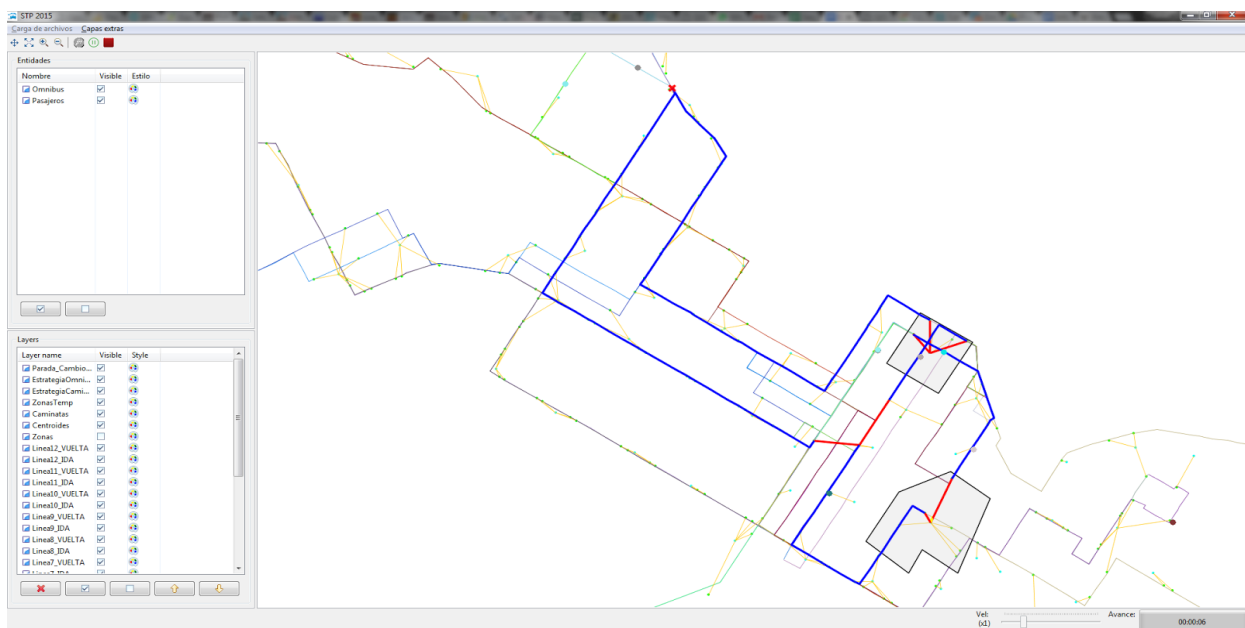 STP 2015
Carga de archivos Capas extras
Entidades
Nombre Visible Estilo
Omnibus
Pasajeros
Layers
Layer name Visible Style
Parada_Cambio...
EstrategiaOmni...
EstrategiaCami...
ZonasTemp
Caminatas
Centroides
Zonas
Linea12_VUELTA
Linea12_IDA
Linea11_VUELTA
Linea11_IDA
Linea10_VUELTA
Linea10_IDA
Linea9_VUELTA
Linea9_IDA
Linea8_VUELTA
Linea8_IDA
Linea7_VUELTA
Linea7_IDA
Vel: Avance:
(x1) 00:00:06